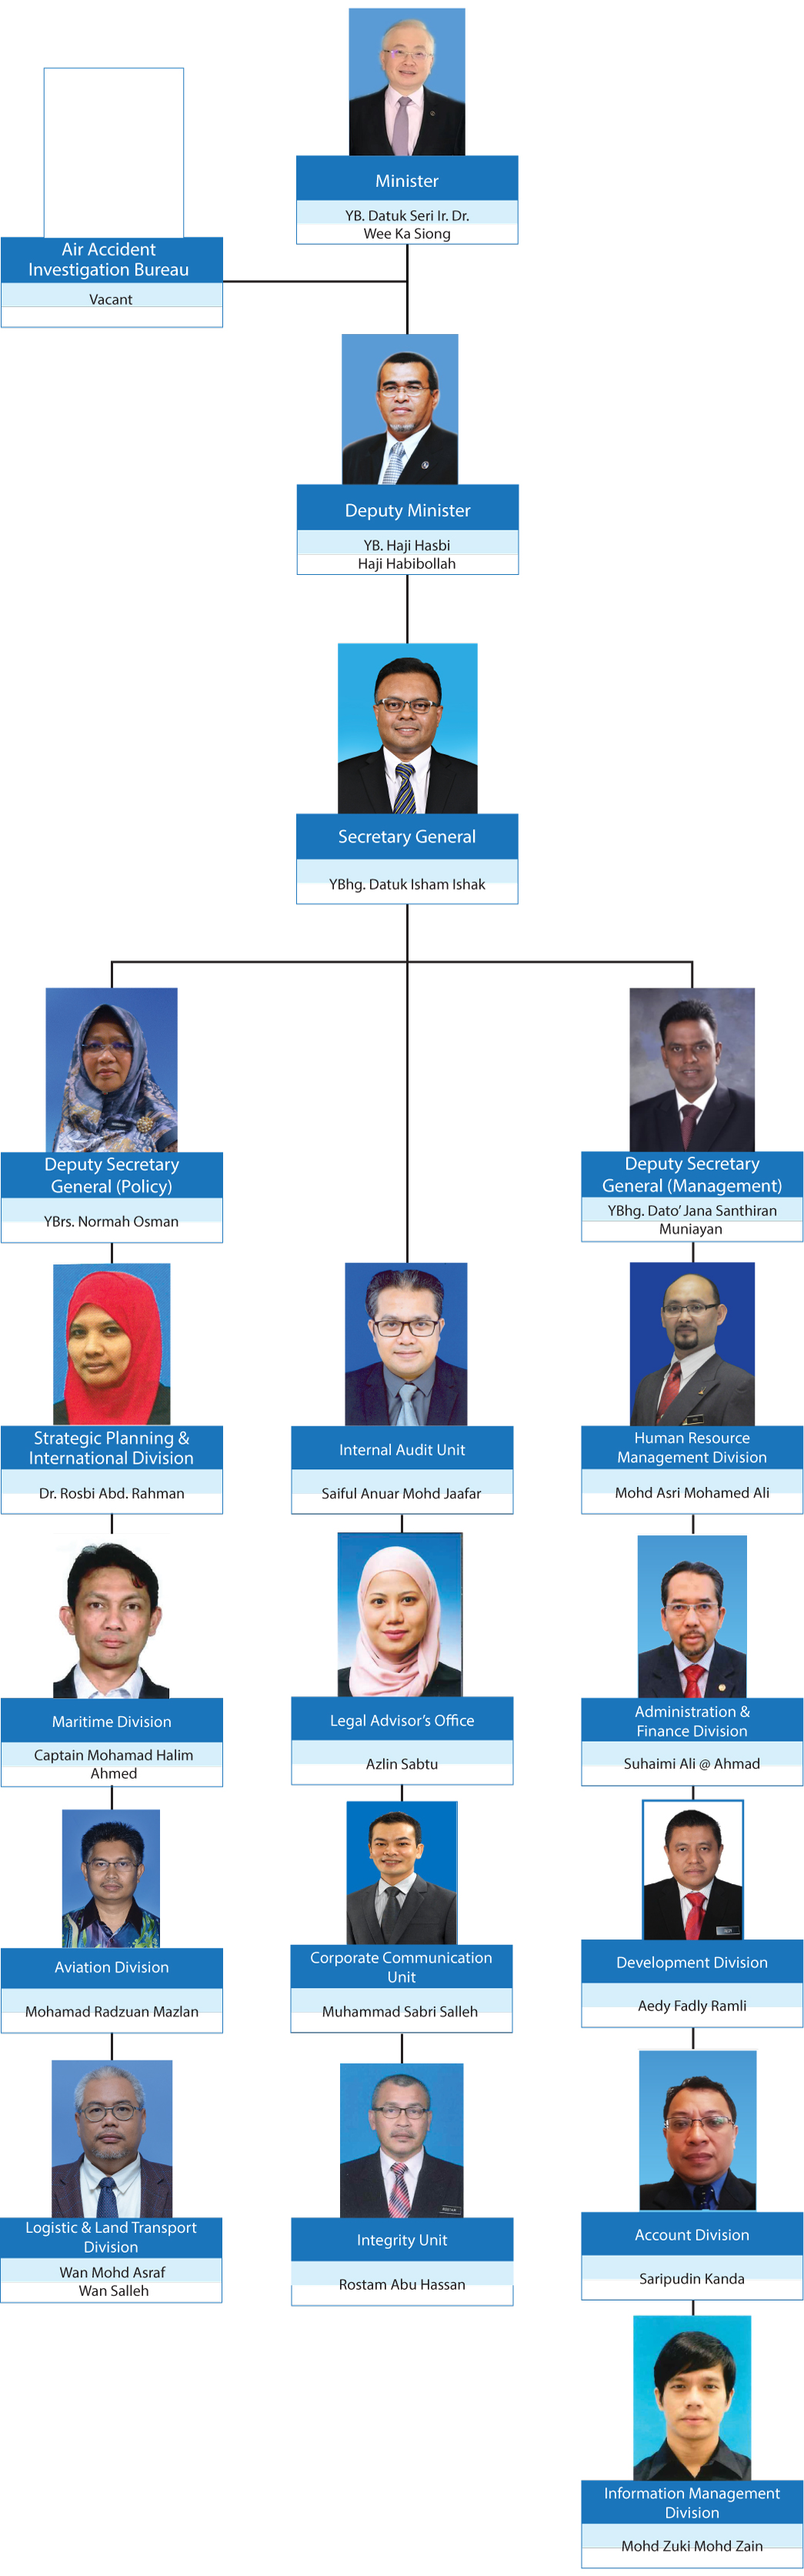 Minister
YB. Datuk Seri Ir. Dr.
Wee Ka Siong
Air Accident
Investigation Bureau
Vacant
Deputy Minister
YB. Haji Hasbi
Haji Habibollah
Secretary General
YBhg. Datuk Isham Ishak
Deputy Secretary
General (Policy)
YBrs. Normah Osman
Deputy Secretary
General (Management)
YBhg. Dato’ Jana Santhiran
Muniayan
Strategic Planning &
International Division
Dr. Rosbi Abd. Rahman
Internal Audit Unit
Saiful Anuar Mohd Jaafar
Human Resource
Management Division
Mohd Asri Mohamed Ali
Maritime Division
Captain Mohamad Halim
Ahmed
Legal Advisor’s Office
Azlin Sabtu
Administration &
Finance Division
Suhaimi Ali @ Ahmad
Aviation Division
Mohamad Radzuan Mazlan
Corporate Communication
Unit
Muhammad Sabri Salleh
Development Division
Aedy Fadly Ramli
Logistic & Land Transport
Division
Wan Mohd Asraf
Wan Salleh
Integrity Unit
Rostam Abu Hassan
Account Division
Saripudin Kanda
Information Management
Division
Mohd Zuki Mohd Zain